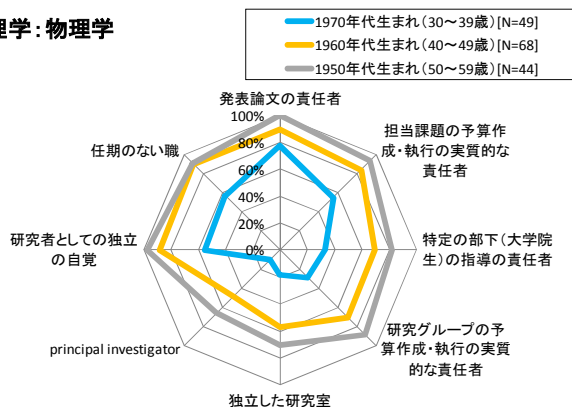 理学：物理学
1970年代生まれ（30～39歳）[N=49]
1960年代生まれ（40～49歳）[N=68]
1950年代生まれ（50～59歳）[N=44]
発表論文の責任者
100%
80%
60%
40%
20%
0%
担当課題の予算作
成・執行の実質的な
責任者
特定の部下（大学院
生）の指導の責任者
研究グループの予
算作成・執行の実質
的な責任者
独立した研究室
principal investigator
研究者としての独立
の自覚
任期のない職